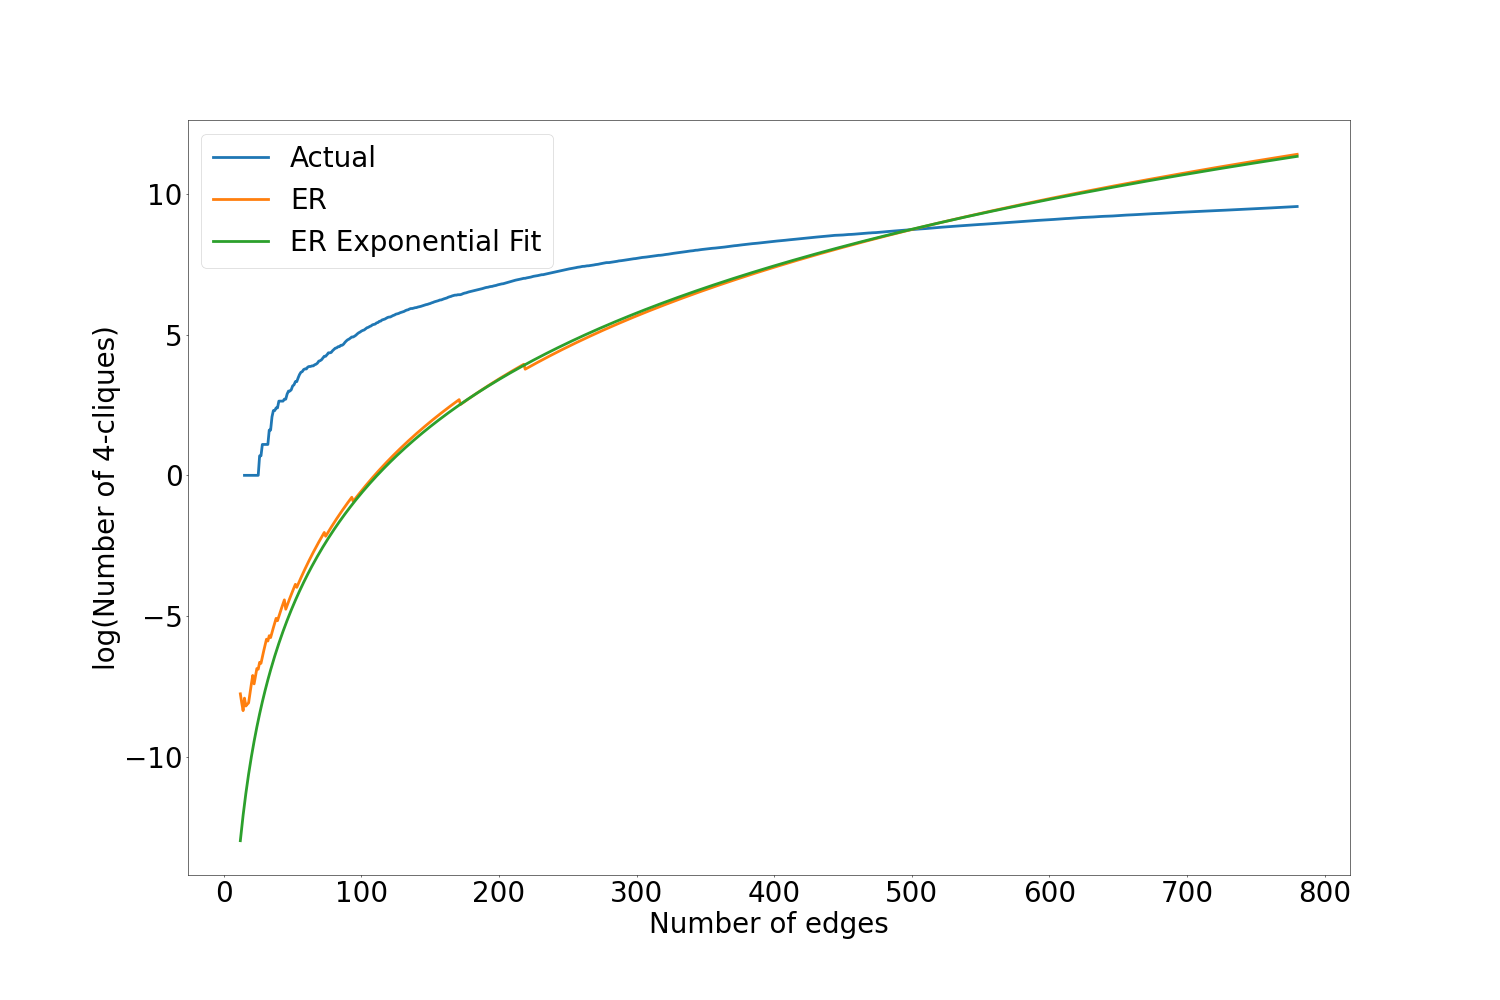 Actual
ER
ER Exponential Fit
10
5
0
−5
−10
log(Number of 4-cliques)
0 100 200 300 400 500 600 700 800
Number of edges